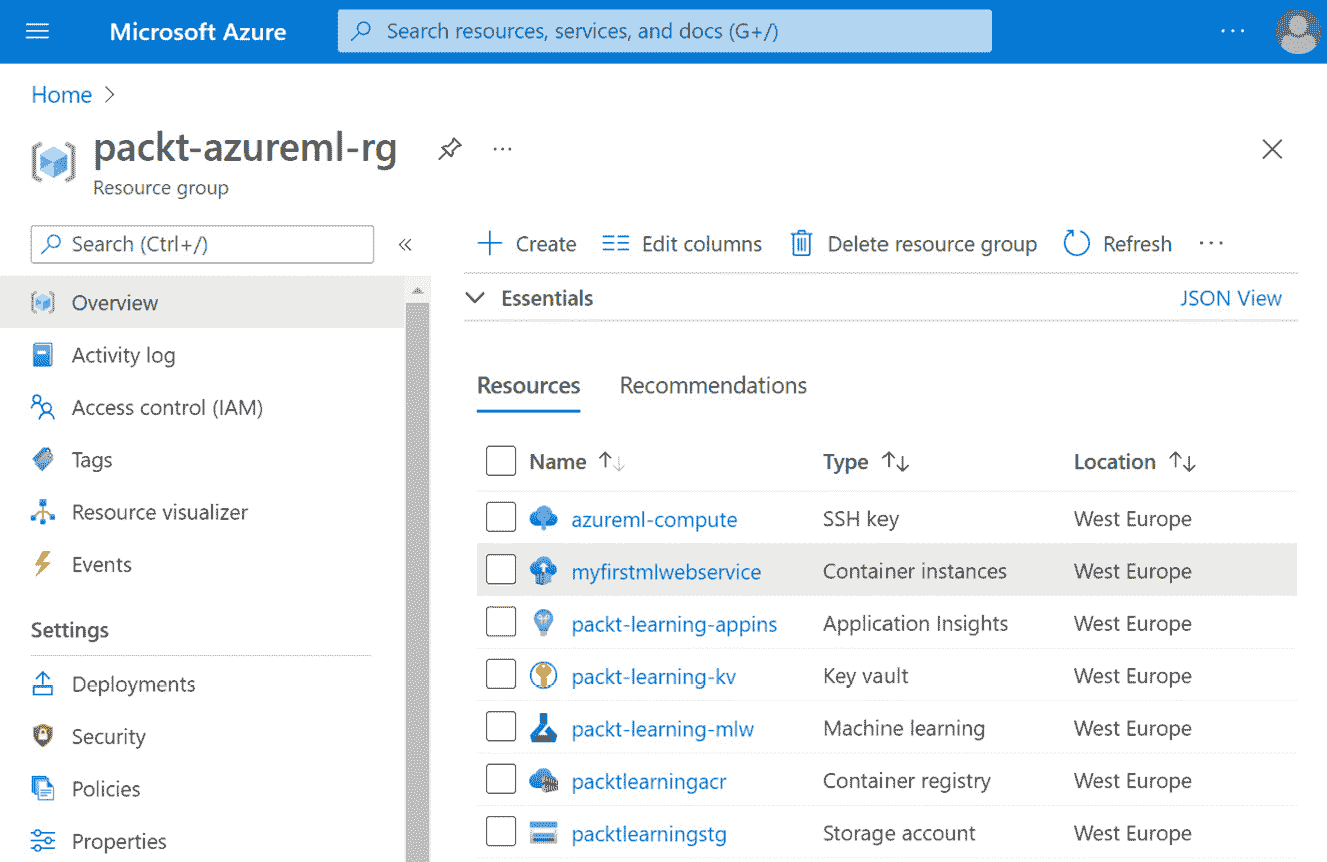 Microsoft Azure
Search resources, services, and docs (G+/)
Home
packt-azureml-rg
Resource group
Search (Ctrl+/)
Overview
Activity log
Access control (IAM)
Tags
Resource visualizer
Events
Settings
Deployments
Security
Policies
Properties
Create
Edit columns
Delete resource group
Refresh
Essentials
JSON View
Resources Recommendations
Name Type Location
azureml-compute SSH key West Europe
myfirstmlwebservice Container instances West Europe
packt-learning-appins Application Insights West Europe
packt-learning-kv Key vault West Europe
packt-learning-mlw Machine learning West Europe
packtlearningacr Container registry West Europe
packtlearningstg Storage account West Europe